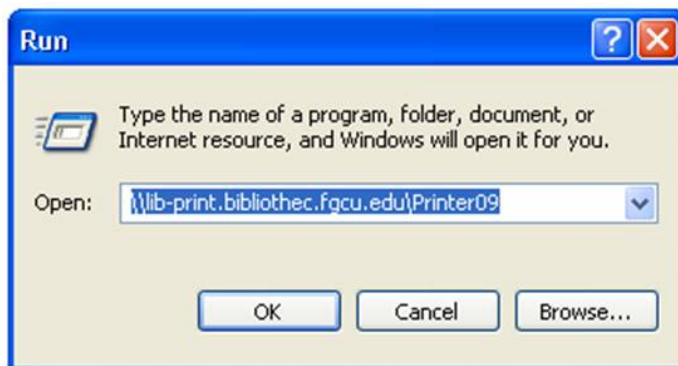 Run
Type the name of a program, folder, document, or
Internet resource, and Windows will open it for you.
Open: \\lib-print.bibliothec.fgcu.edu\Printer09
OK Cancel Browse...